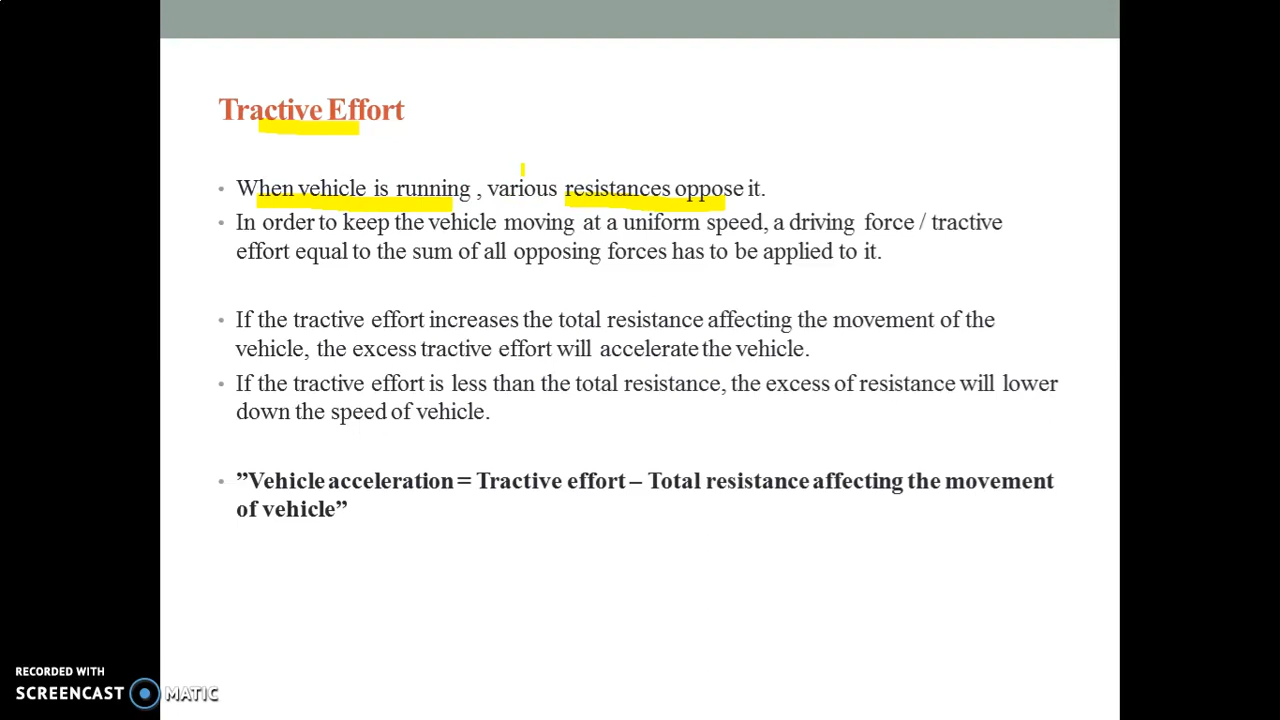 Tractive Effort
• When vehicle is running , various resistances oppose it.
• In order to keep the vehicle moving at a uniform speed, a driving force / tractive
effort equal to the sum of all opposing forces has to be applied to it.
• If the tractive effort increases the total resistance affecting the movement of the
vehicle, the excess tractive effort will accelerate the vehicle.
• If the tractive effort is less than the total resistance, the excess of resistance will lower
down the speed of vehicle.
• ”Vehicle acceleration = Tractive effort – Total resistance affecting the movement
of vehicle”
RECORDED WITH
SCREENCAST MATIC